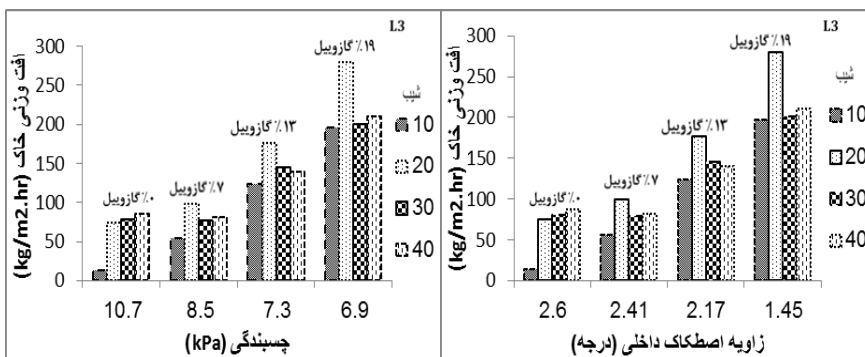 L3
افت وزنی خاک (kg/m2.hr)
300
250
200
150
100
50
0
۰٪ گازوییل
۷٪ گازوییل
۱۳٪ گازوییل
۱۹٪ گازوییل
شیب
10
20
30
40
10.7 8.5 7.3 6.9
چسبندگی (kPa)
L3
افت وزنی خاک (kg/m2.hr)
300
250
200
150
100
50
0
۰٪ گازوییل
۷٪ گازوییل
۱۳٪ گازوییل
۱۹٪ گازوییل
شیب
10
20
30
40
2.6 2.41 2.17 1.45
زاویه اصطکاک داخلی (درجه)